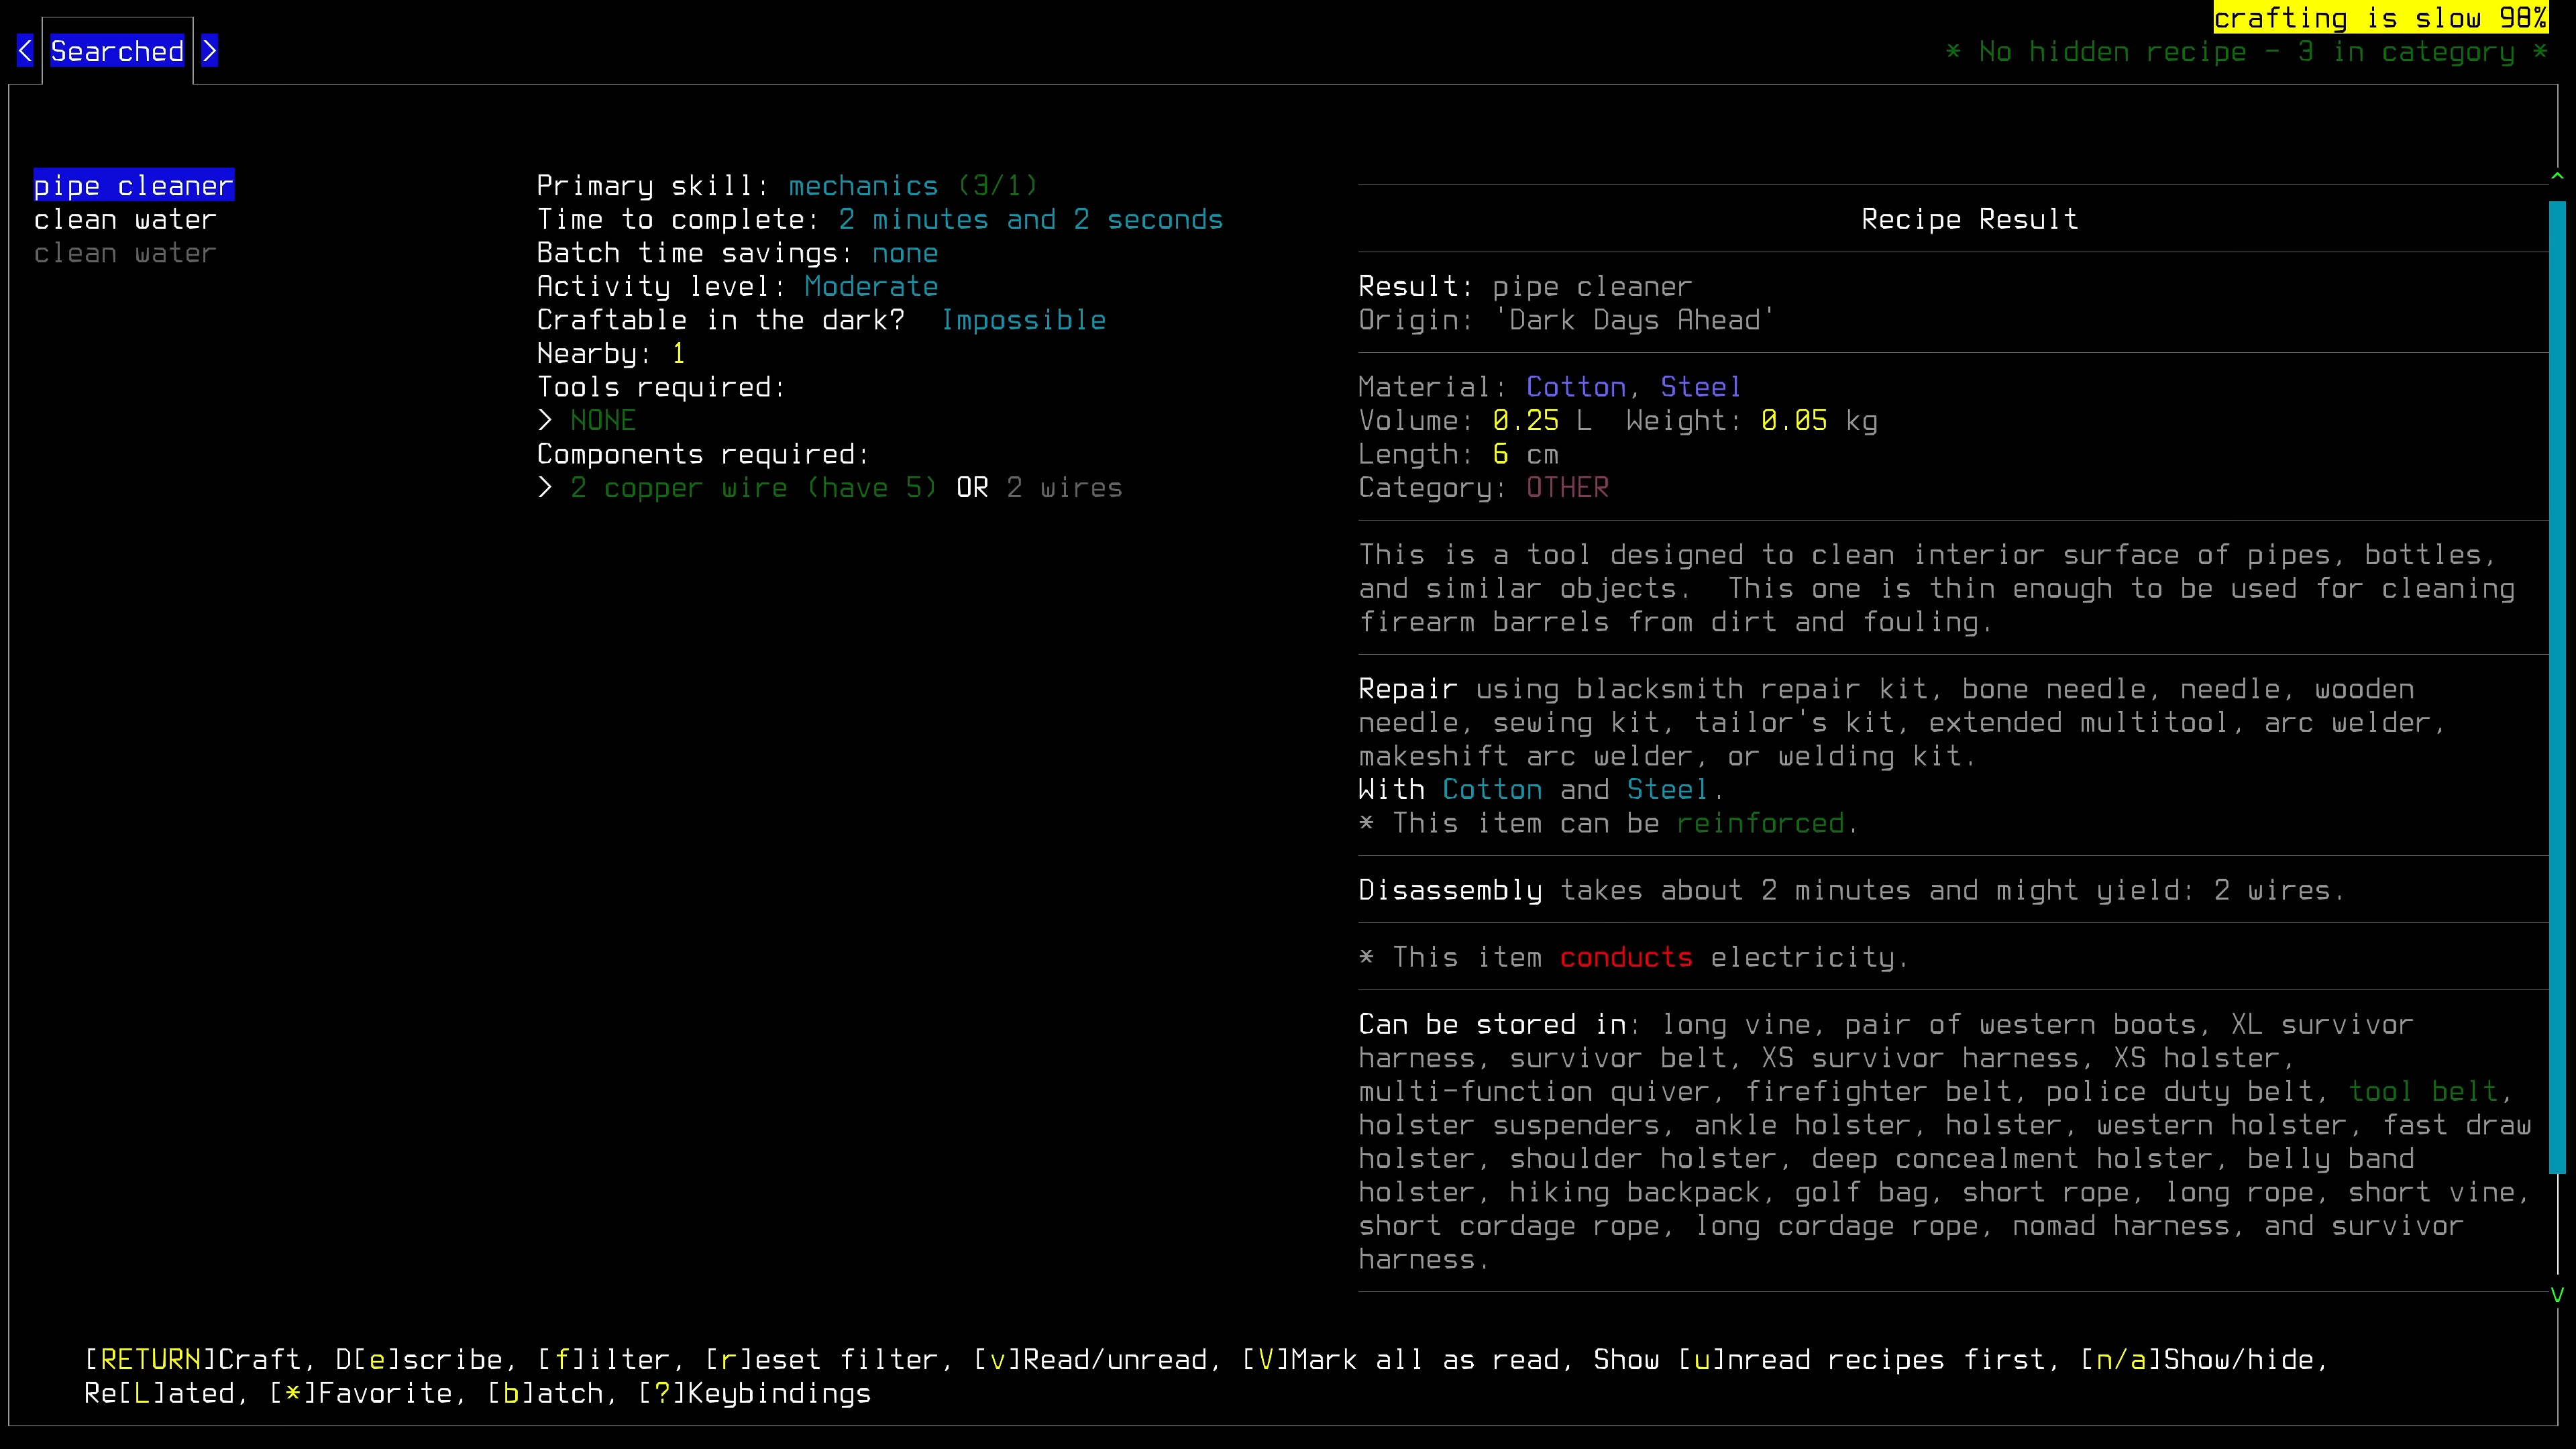 crafting is slow 98%
< Searched >
* No hidden recipe - 3 in category *
pipe cleaner
clean water
clean water
Primary skill: mechanics (3/1)
Time to complete: 2 minutes and 2 seconds
Batch time savings: none
Activity level: Moderate
Craftable in the dark?  Impossible
Nearby: 1
Tools required:
> NONE
Components required:
> 2 copper wire (have 5) OR 2 wires
^
Recipe Result
Result: pipe cleaner
Origin: 'Dark Days Ahead'
Material: Cotton, Steel
Volume: 0.25 L  Weight: 0.05 kg
Length: 6 cm
Category: OTHER
This is a tool designed to clean interior surface of pipes, bottles,
and similar objects.  This one is thin enough to be used for cleaning
firearm barrels from dirt and fouling.
Repair using blacksmith repair kit, bone needle, needle, wooden
needle, sewing kit, tailor's kit, extended multitool, arc welder,
makeshift arc welder, or welding kit.
With Cotton and Steel.
* This item can be reinforced.
Disassembly takes about 2 minutes and might yield: 2 wires.
* This item conducts electricity.
Can be stored in: long vine, pair of western boots, XL survivor
harness, survivor belt, XS survivor harness, XS holster,
multi-function quiver, firefighter belt, police duty belt, tool belt,
holster suspenders, ankle holster, holster, western holster, fast draw
holster, shoulder holster, deep concealment holster, belly band
holster, hiking backpack, golf bag, short rope, long rope, short vine,
short cordage rope, long cordage rope, nomad harness, and survivor
harness.
v
[RETURN]Craft, D[e]scribe, [f]ilter, [r]eset filter, [v]Read/unread, [V]Mark all as read, Show [u]nread recipes first, [n/a]Show/hide,
Re[L]ated, [*]Favorite, [b]atch, [?]Keybindings